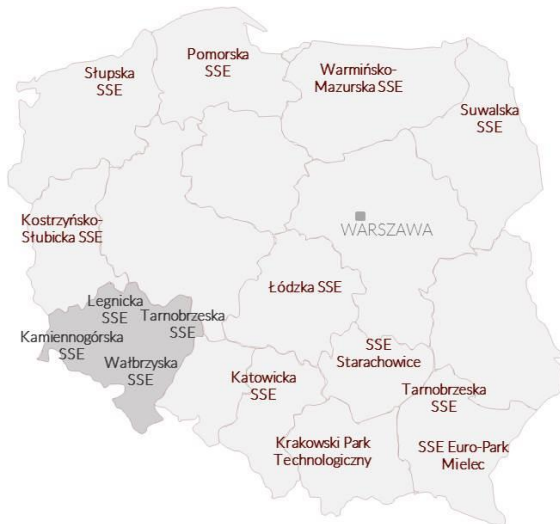 Pomorska
SSE
Słupska
SSE
Warmińsko-
Mazurska SSE
Suwalska
SSE
Kostrzyńsko-
Słubicka SSE
WARSZAWA
Łódzka SSE
Legnicka
SSE
Tarnobrzeska
SSE
Kamiennogórska
SSE
Wałbrzyska
SSE
SSE
Starachowice
Katowicka
SSE
Tarnobrzeska
SSE
Krakowski Park
Technologiczny
SSE Euro-Park
Mielec